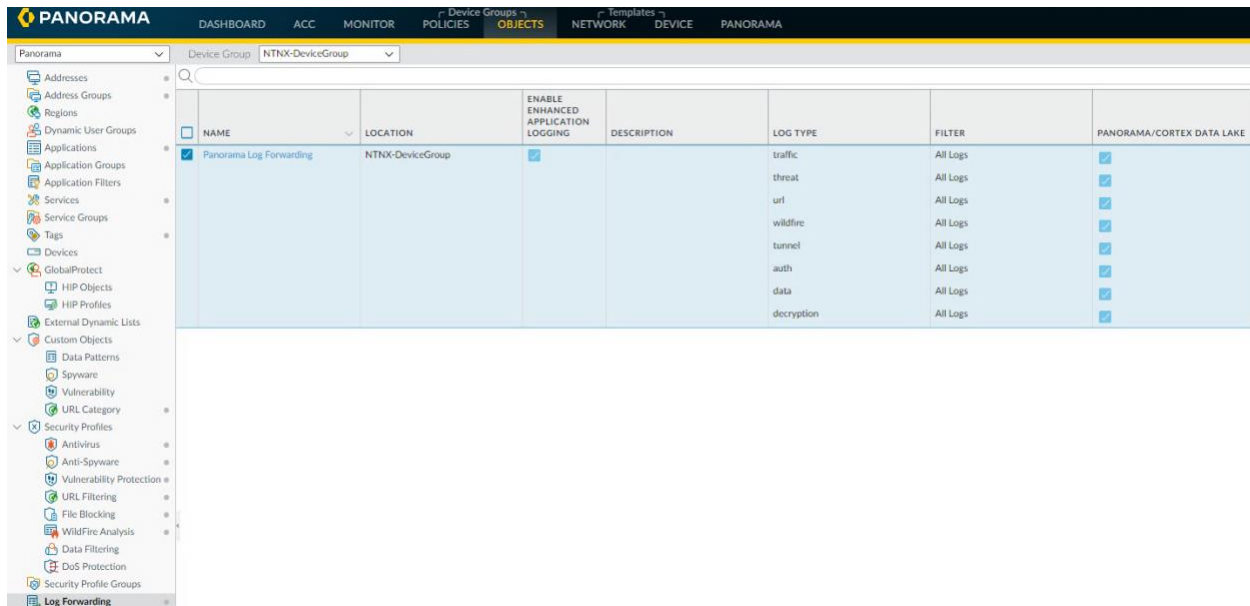 PANORAMA
DASHBOARD ACC MONITOR Device Groups POLICIES OBJECTS Templates NETWORK DEVICE PANORAMA
Panorama Device Group NTNX-DeviceGroup
Addresses
Address Groups
Regions
Dynamic User Groups
Applications
Application Groups
Application Filters
Services
Service Groups
Tags
Devices
GlobalProtect
HIP Objects
HIP Profiles
External Dynamic Lists
Custom Objects
Data Patterns
Spyware
Vulnerability
URL Category
Security Profiles
Antivirus
Anti-Spyware
Vulnerability Protection
URL Filtering
File Blocking
WildFire Analysis
Data Filtering
DoS Protection
Security Profile Groups
Log Forwarding
NAME LOCATION ENABLE ENHANCED APPLICATION LOGGING DESCRIPTION LOG TYPE FILTER PANORAMA/CORTEX DATA LAKE
Panorama Log Forwarding NTNX-DeviceGroup traffic All Logs
threat All Logs
url All Logs
wildfire All Logs
tunnel All Logs
auth All Logs
data All Logs
decryption All Logs